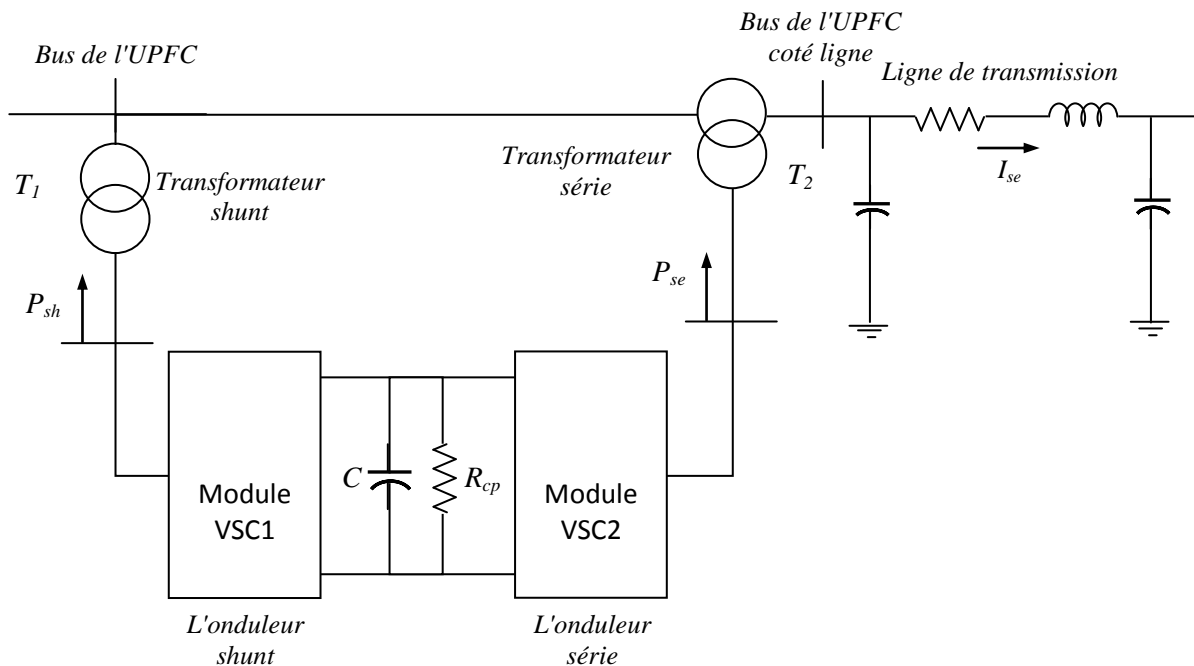 Bus de l'UPFC
Bus de l'UPFC
coté ligne
Ligne de transmission
T1
Transformateur
shunt
Transformateur
série
T2
Ise
Psh
Pse
Module
VSC1
C
Rcp
Module
VSC2
L'onduleur
shunt
L'onduleur
série